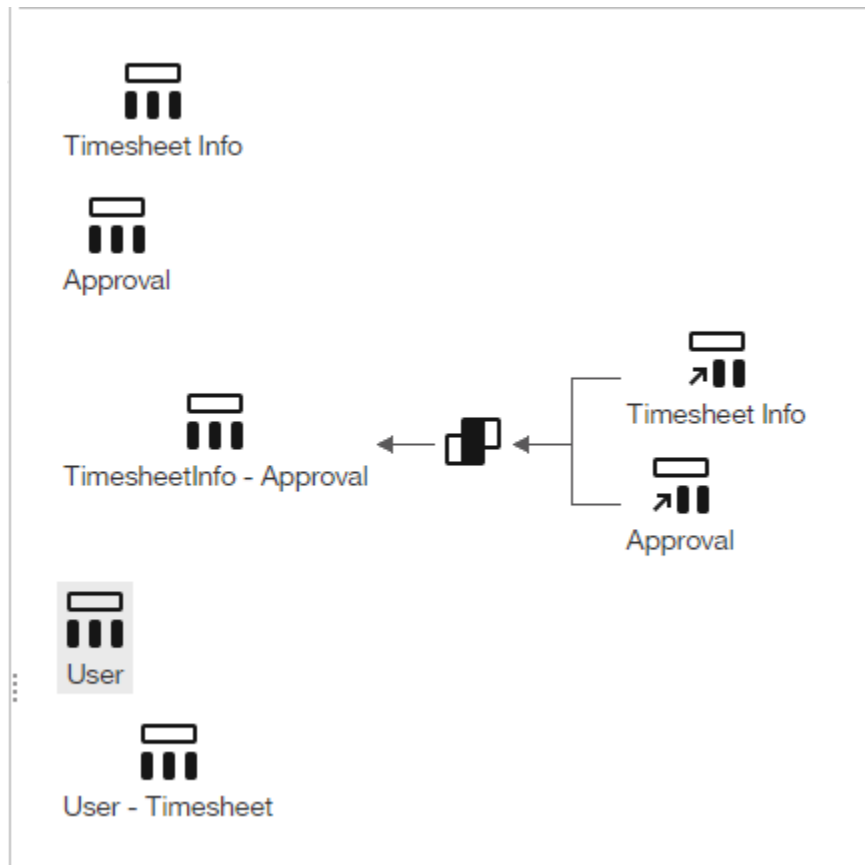 Timesheet Info
Approval
Timesheet Info
TimesheetInfo - Approval
Approval
User
User - Timesheet